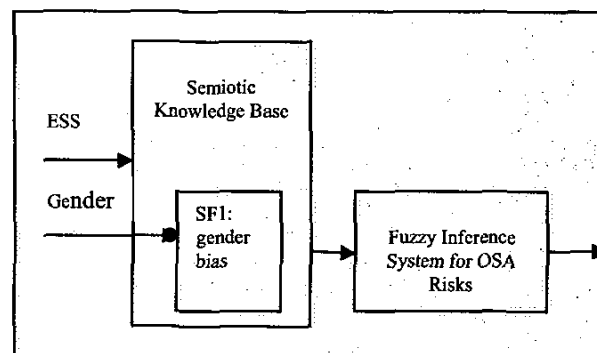 Semiotic
Knowledge Base
ESS
Gender
SF1:
gender
bias
Fuzzy Inference
System for OSA
Risks